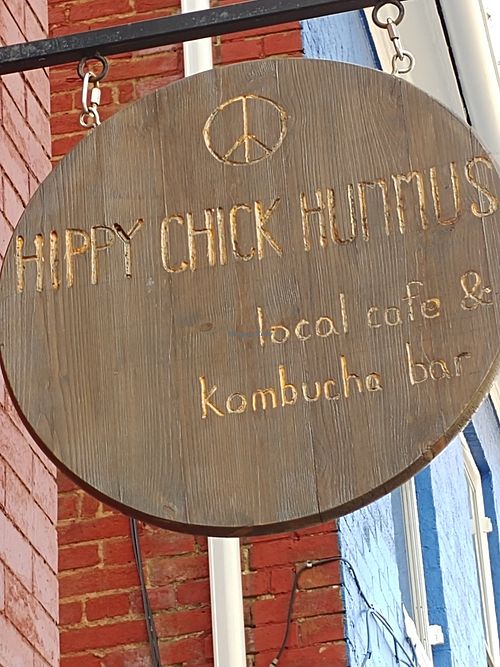 HIPPY CHICK HUMMUS
local cafe &
Kombucha bar